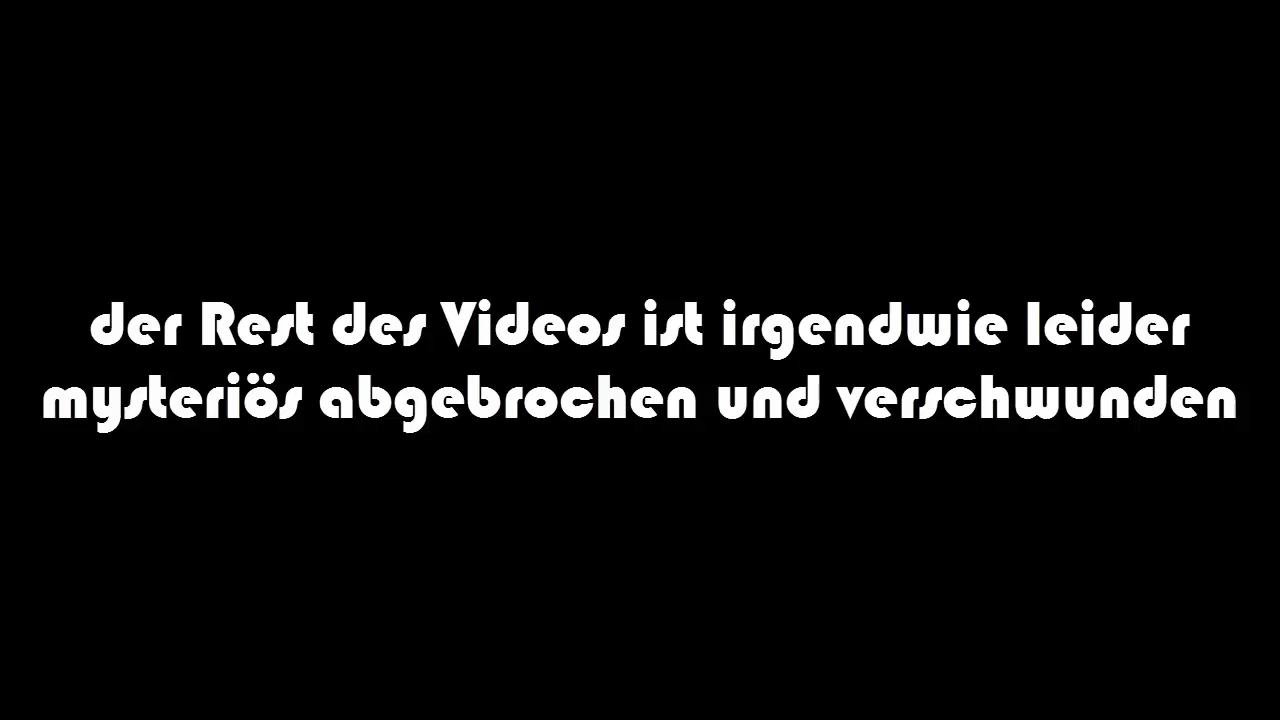 der Rest des Videos ist irgendwie leider
mysteriös abgebrochen und verschwunden